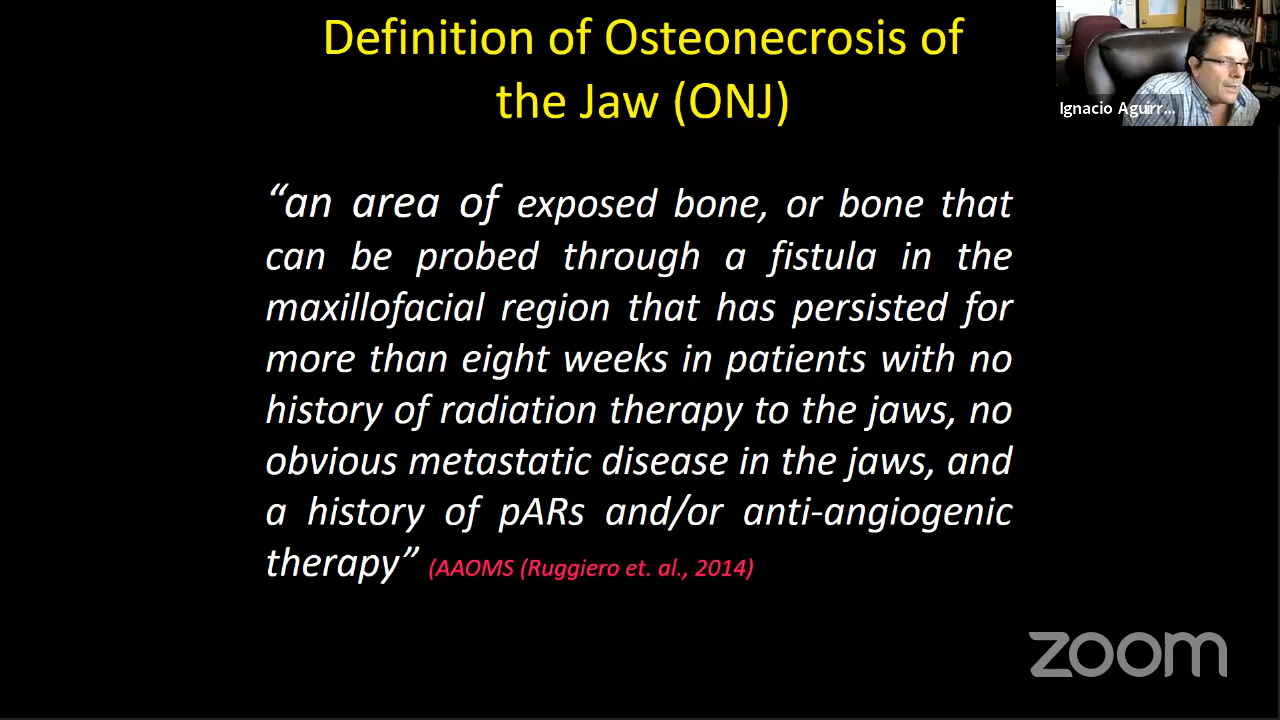 Definition of Osteonecrosis of
the Jaw (ONJ)
Ignacio Aguirr...
“an area of exposed bone, or bone that
can be probed through a fistula in the
maxillofacial region that has persisted for
more than eight weeks in patients with no
history of radiation therapy to the jaws, no
obvious metastatic disease in the jaws, and
a history of pARs and/or anti-angiogenic
therapy” (AAOMS (Ruggiero et. al., 2014)
zoom